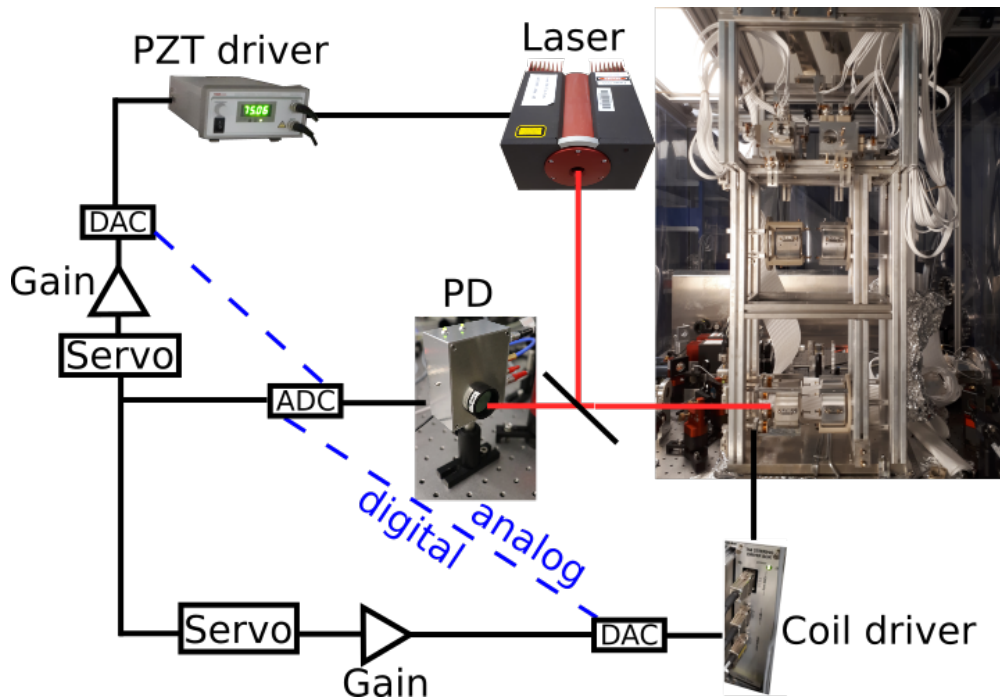 PZT driver
Laser
75.06
DAC
Gain
PD
Servo
ADC
analog
digital
Servo
DAC
Coil driver
Gain